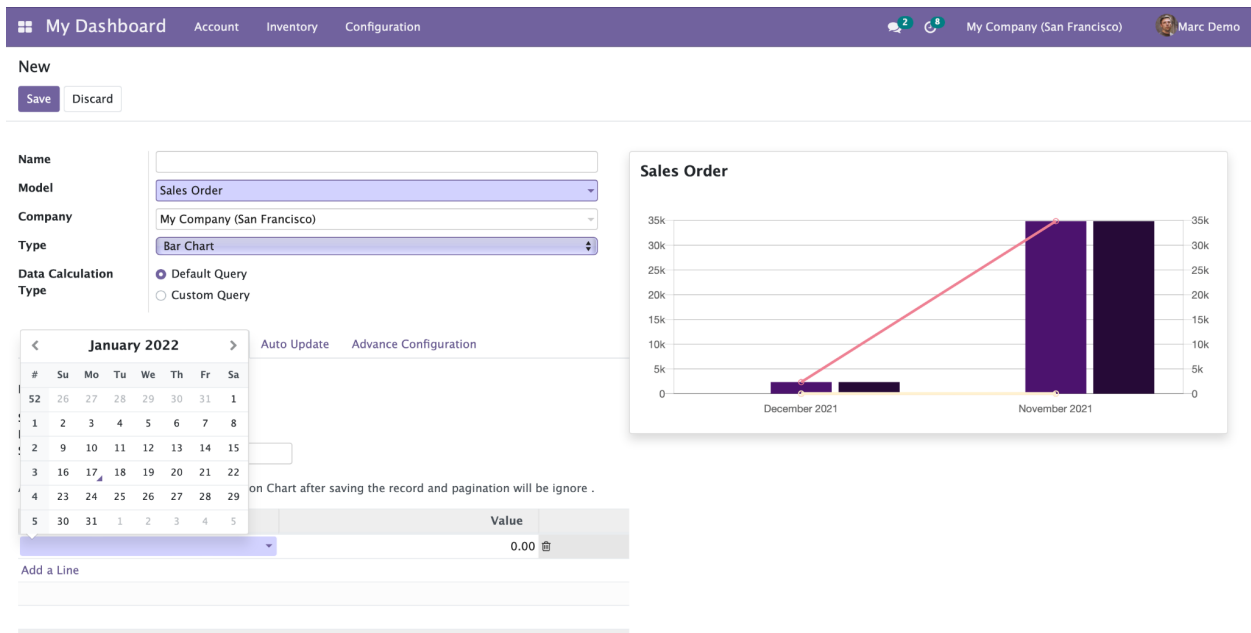 My Dashboard Account Inventory Configuration 2 8 My Company (San Francisco) Marc Demo
New
Save Discard
Name
Model Sales Order
Company My Company (San Francisco)
Type Bar Chart
Data Calculation Type Default Query
Custom Query
January 2022 Auto Update Advance Configuration
# Su Mo Tu We Th Fr Sa
52 26 27 28 29 30 31 1
1 2 3 4 5 6 7 8
2 9 10 11 12 13 14 15
3 16 17 18 19 20 21 22
4 23 24 25 26 27 28 29
on Chart after saving the record and pagination will be ignore .
5 30 31 1 2 3 4 5
Value
0.00
Add a Line
Sales Order
35k 35k
30k 30k
25k 25k
20k 20k
15k 15k
10k 10k
5k 5k
0 0
December 2021 November 2021